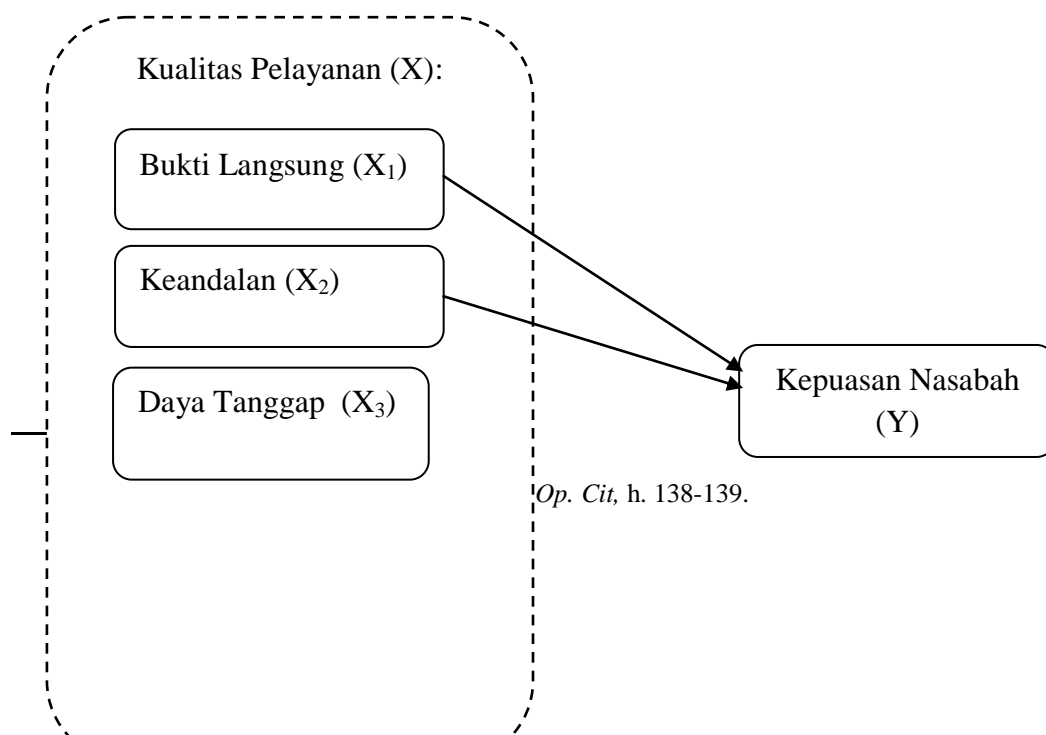 Kualitas Pelayanan (X):
Bukti Langsung (X₁)
Keandalan (X₂)
Daya Tanggap (X₃)
Kepuasan Nasabah
(Y)
Op. Cit, h. 138-139.